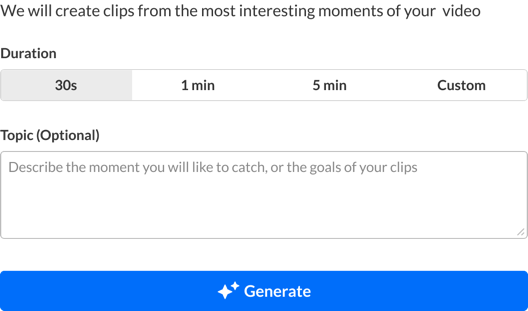 We will create clips from the most interesting moments of your video
Duration
30s 1 min 5 min Custom
Topic (Optional)
Describe the moment you will like to catch, or the goals of your clips
Generate